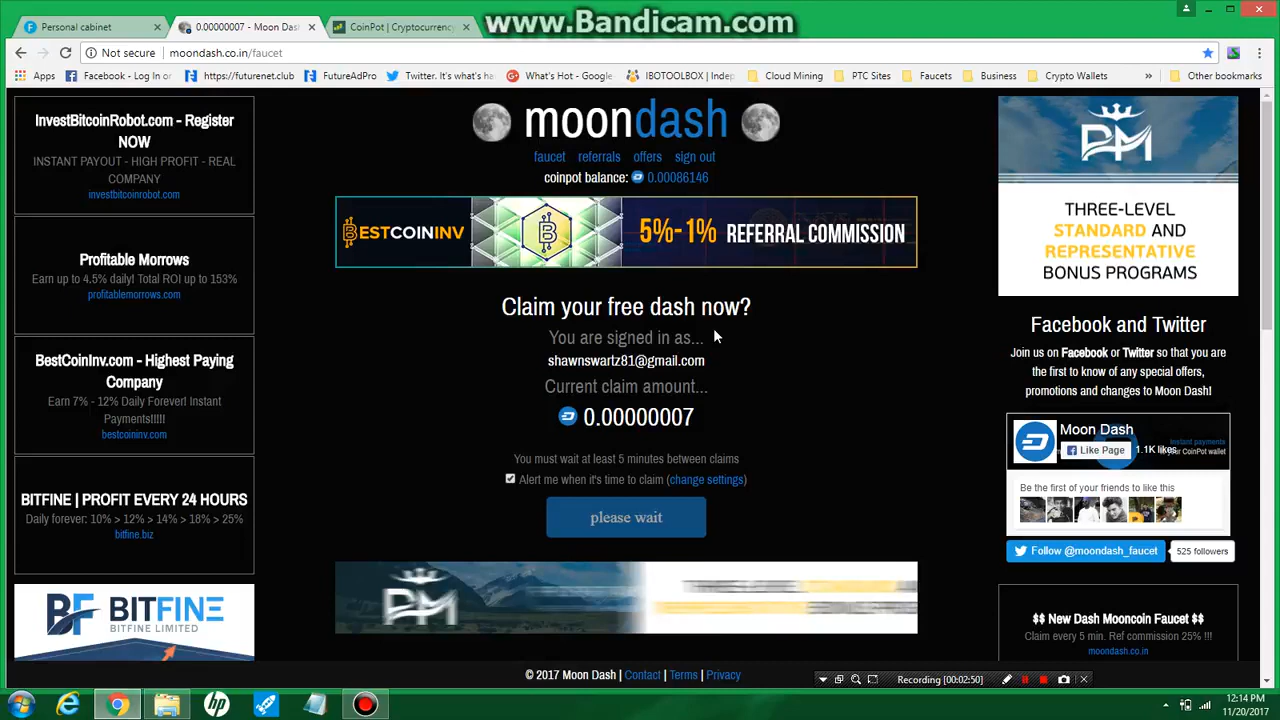 www.Bandicam.com
Personal cabinet
0.00000007 - Moon Das
CoinPot | Cryptocurrency
Not secure
moondash.co.in/faucet
Apps
Facebook - Log In or
https://futurenet.club
FutureAdPro
Twitter. It's what's ha
What's Hot - Google
IBOTOOLBOX | Indep
Cloud Mining
PTC Sites
Faucets
Business
Crypto Wallets
»
Other bookmarks
InvestBitcoinRobot.com - Register
NOW
INSTANT PAYOUT - HIGH PROFIT - REAL
COMPANY
investbitcoinrobot.com
Profitable Morrows
Earn up to 4.5% daily! Total ROI up to 153%
profitablemorrows.com
BestCoinInv.com - Highest Paying
Company
Earn 7% - 12% Daily Forever! Instant
Payments!!!!!
bestcoininv.com
BITFINE | PROFIT EVERY 24 HOURS
Daily forever: 10% > 12% > 14% > 18% > 25%
bitfine.biz
BF BITFINE
BITFINE LIMITED
moondash
faucet
referrals
offers
sign out
coinpot balance: 0.00086146
BESTCOININV
5%-1% REFERRAL COMMISSION
Claim your free dash now?
You are signed in as...
shawnswartz81@gmail.com
Current claim amount...
0.00000007
You must wait at least 5 minutes between claims
Alert me when it's time to claim (change settings)
please wait
PM
© 2017 Moon Dash | Contact | Terms | Privacy
PM
THREE-LEVEL
STANDARD AND
REPRESENTATIVE
BONUS PROGRAMS
Facebook and Twitter
Join us on Facebook or Twitter so that you are
the first to know of any special offers,
promotions and changes to Moon Dash!
Moon Dash
instant payments
Like Page
1.1K likes
your CoinPot wallet
Be the first of your friends to like this
Follow @moondash_faucet
525 followers
$$ New Dash Mooncoin Faucet $$
Claim every 5 min. Ref commission 25% !!!
moondash.co.in
Recording [00:02:50]
12:14 PM
11/20/2017